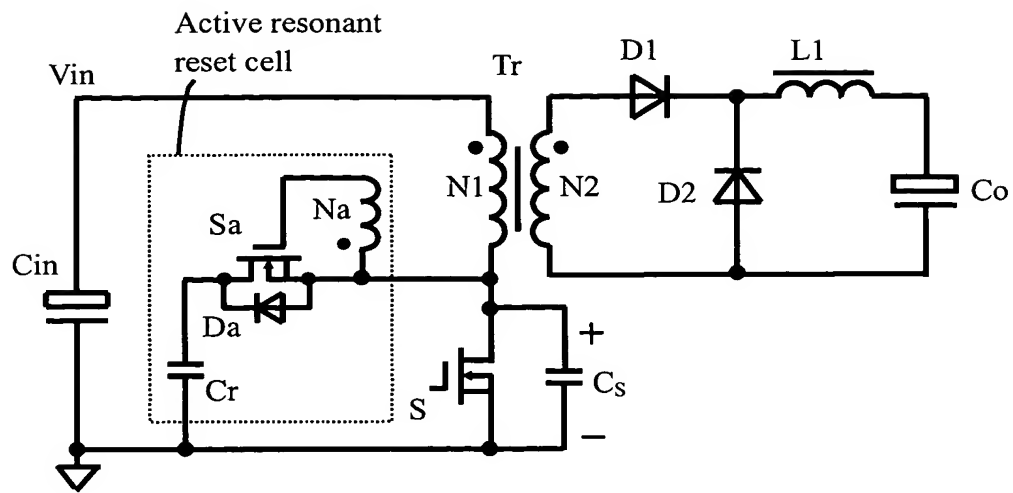 Active resonant
reset cell
Vin
Tr
D1
L1
Sa
Na
N1
N2
D2
Co
Cin
Da
Cr
S
+
Cs
−